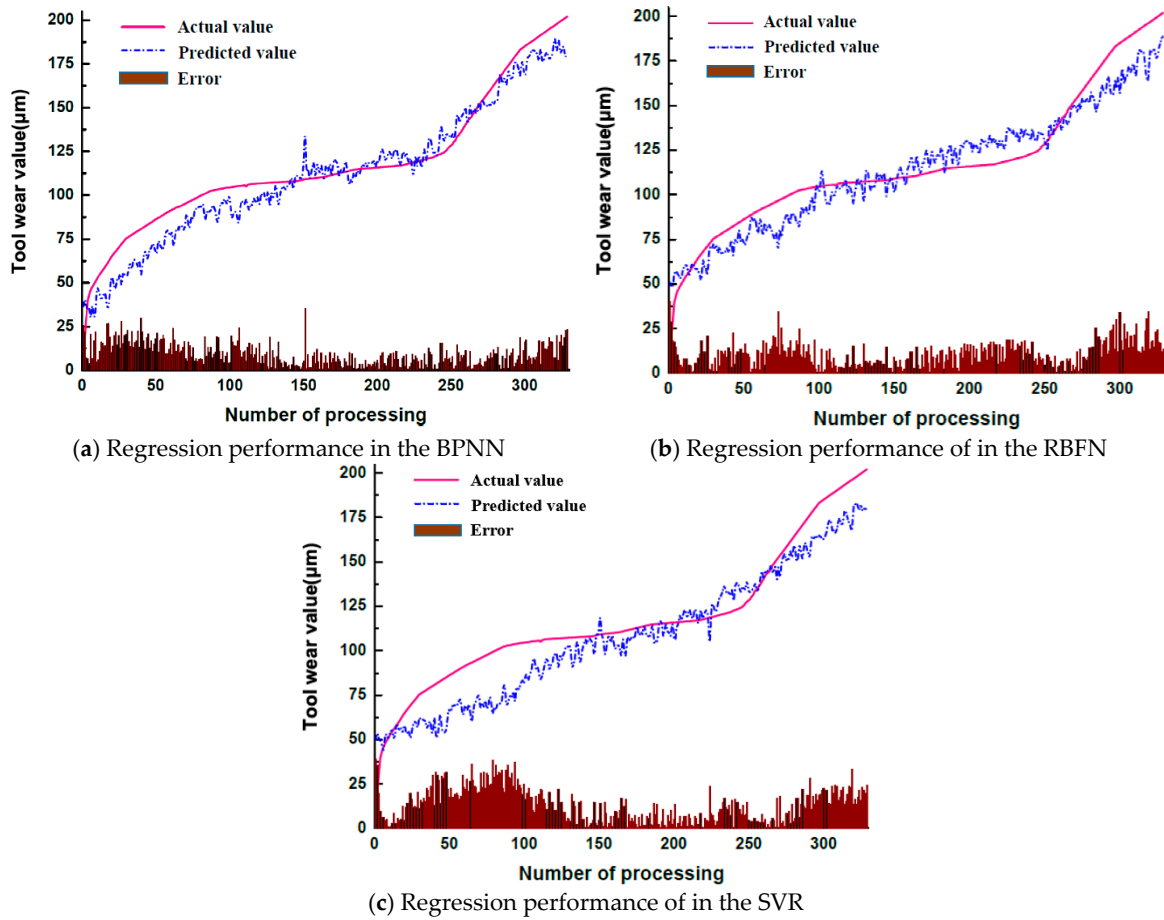 200
175
150
125
100
75
50
25
0
Tool wear value(μm)
Actual value
Predicted value
Error
0 50 100 150 200 250 300
Number of processing
(a) Regression performance in the BPNN
200
175
150
125
100
75
50
25
0
Tool wear value(μm)
Actual value
Predicted value
Error
0 50 100 150 200 250 300
Number of processing
(b) Regression performance of in the RBFN
200
175
150
125
100
75
50
25
0
Tool wear value(μm)
Actual value
Predicted value
Error
0 50 100 150 200 250 300
Number of processing
(c) Regression performance of in the SVR